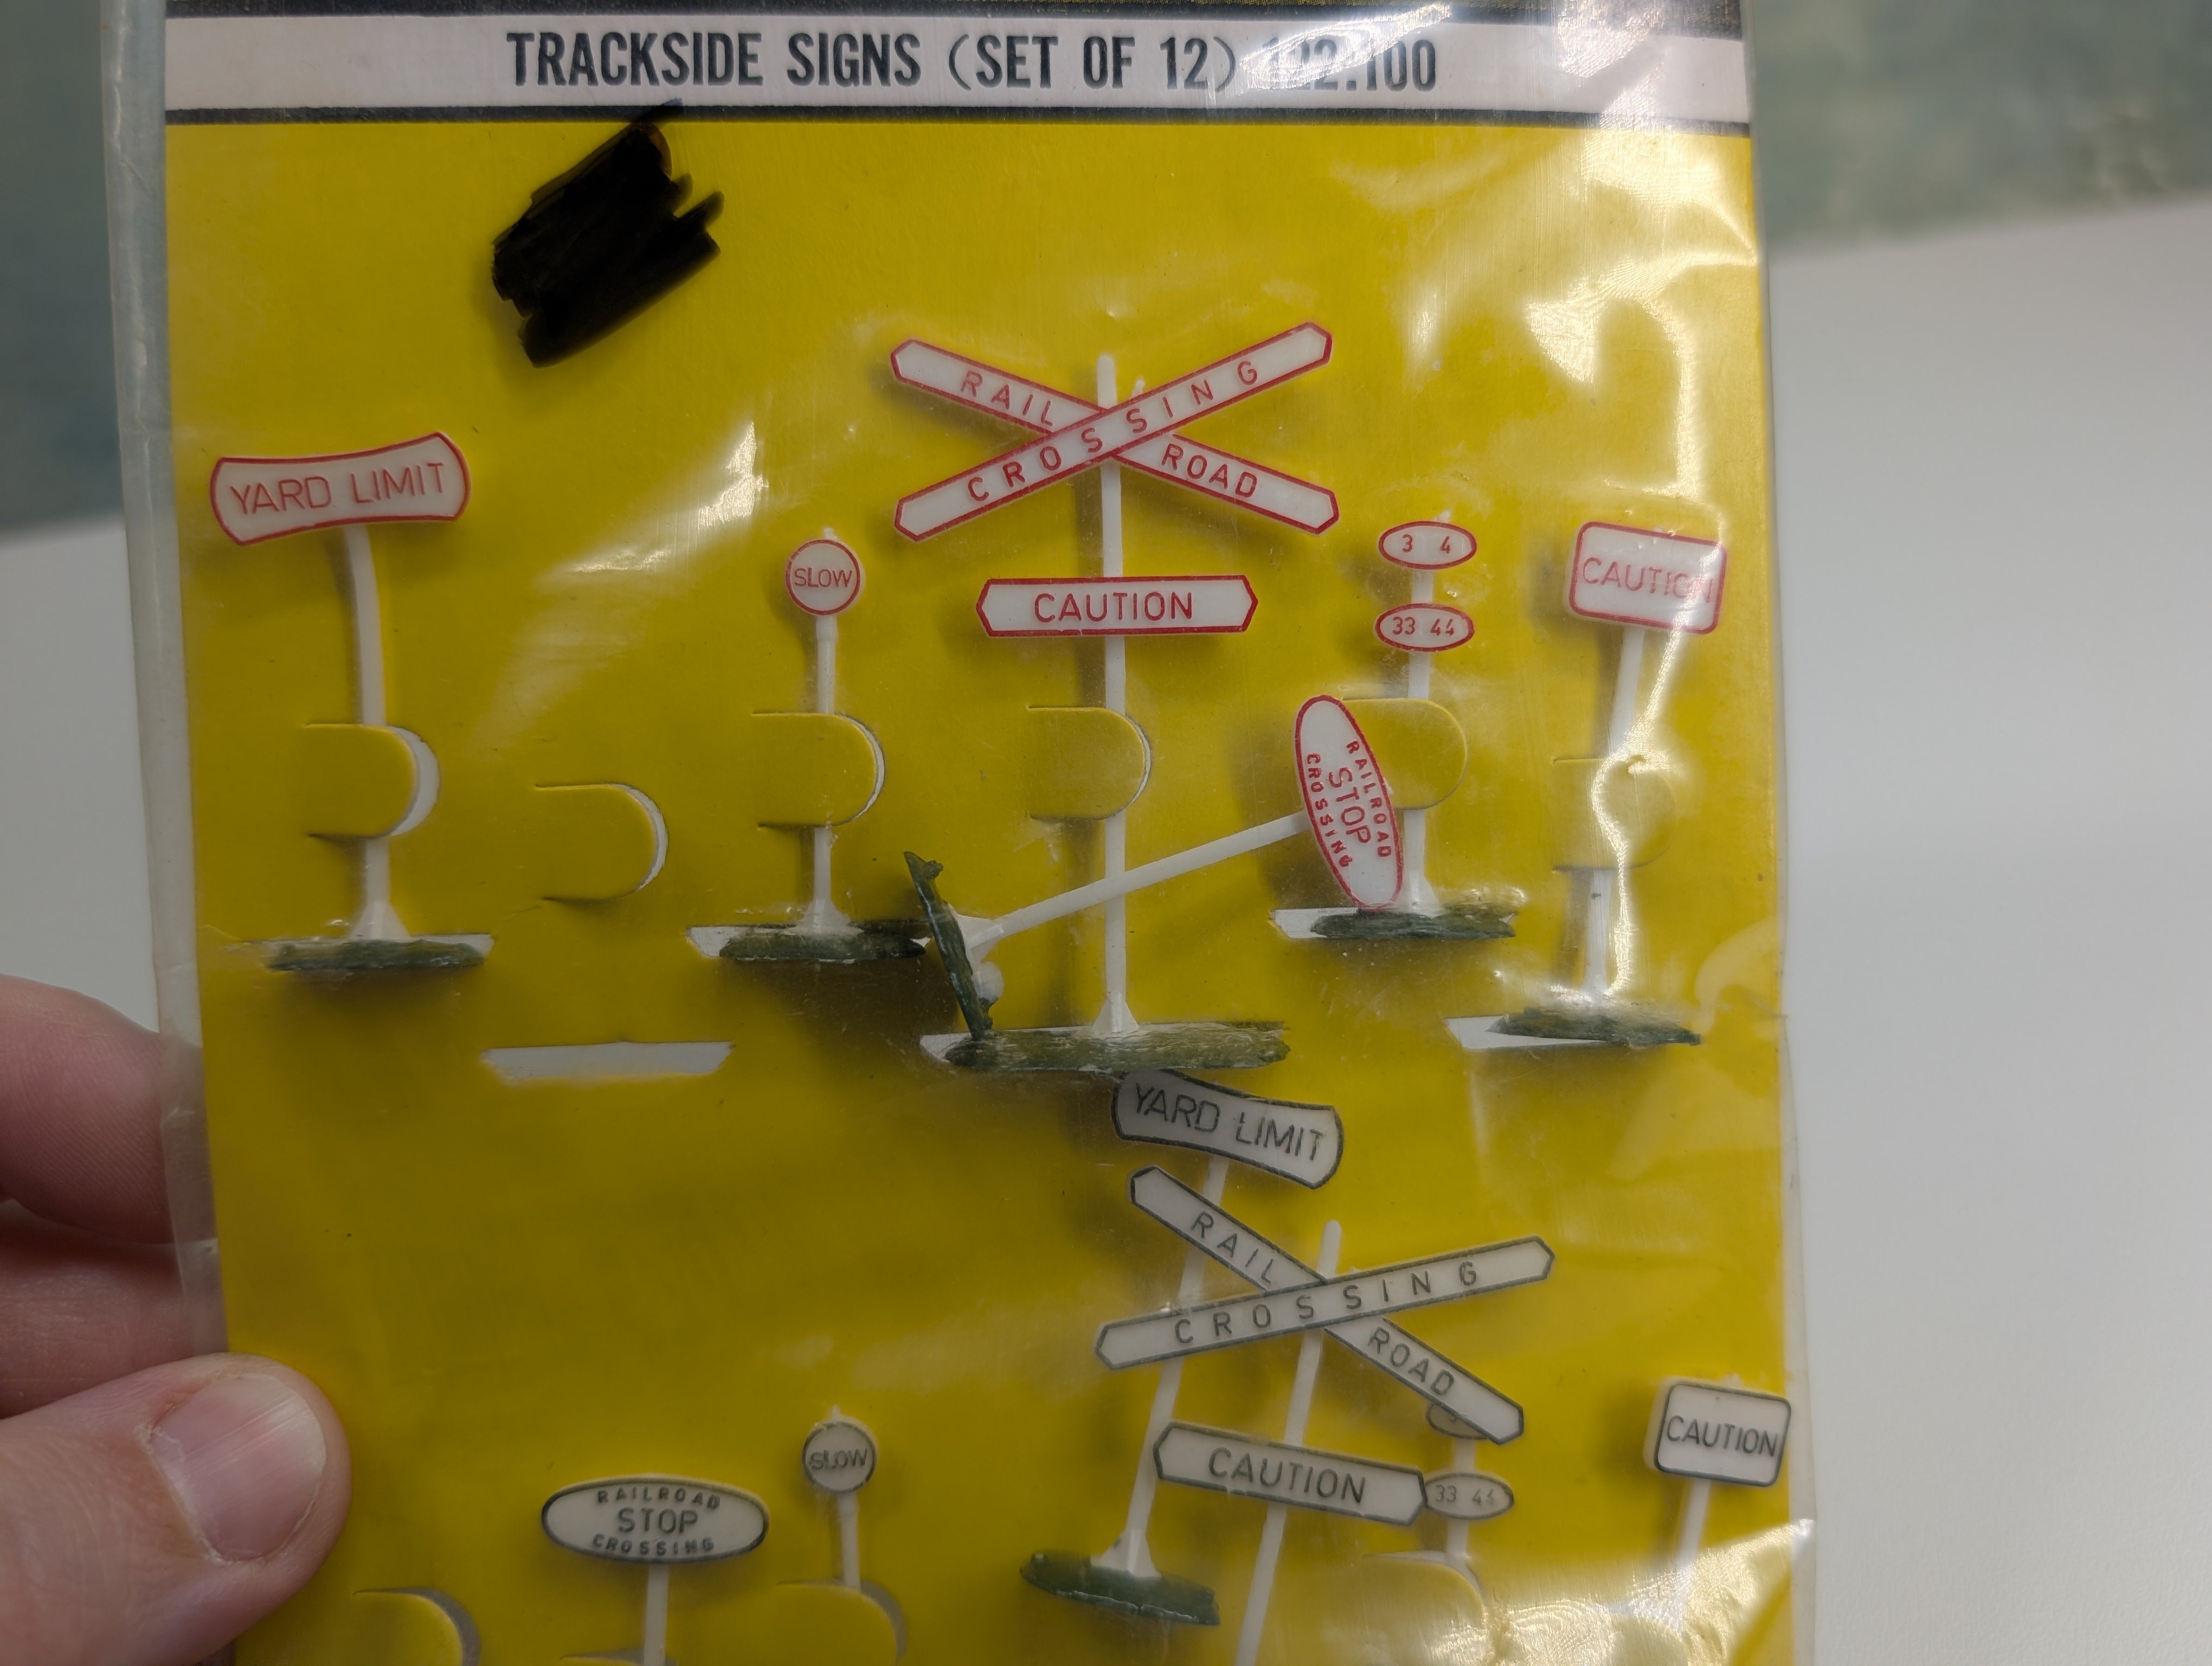 TRACKSIDE SIGNS (SET OF 12)
YARD LIMIT
SLOW
RAIL ROAD
CROSSING
CAUTION
3 4
33 44
CAUTION
RAILROAD
STOP
CROSSING
YARD LIMIT
RAIL ROAD
CROSSING
CAUTION
33 44
CAUTION
SLOW
RAILROAD
STOP
CROSSING